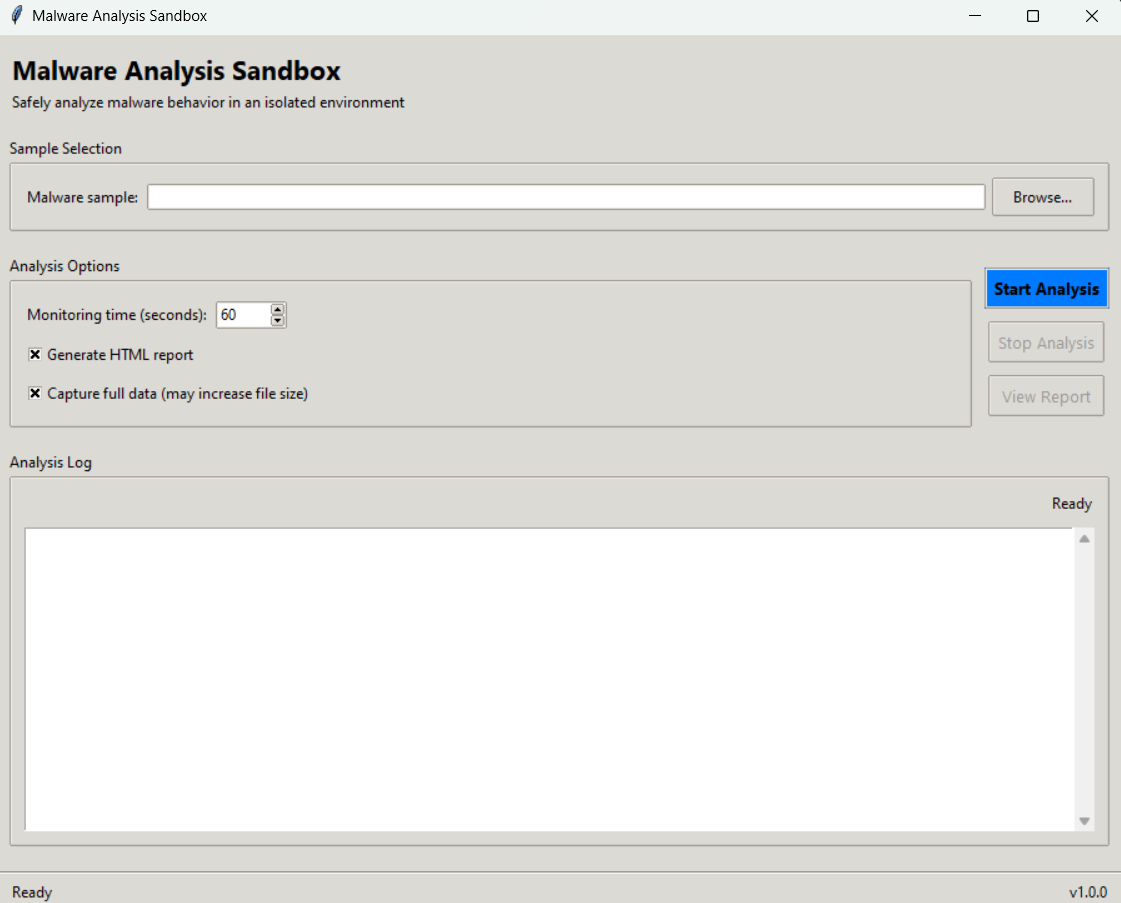 Malware Analysis Sandbox
Malware Analysis Sandbox
Safely analyze malware behavior in an isolated environment
Sample Selection
Malware sample: Browse...
Analysis Options
Monitoring time (seconds): 60
Generate HTML report
Capture full data (may increase file size)
Start Analysis
Stop Analysis
View Report
Analysis Log
Ready
Ready v1.0.0